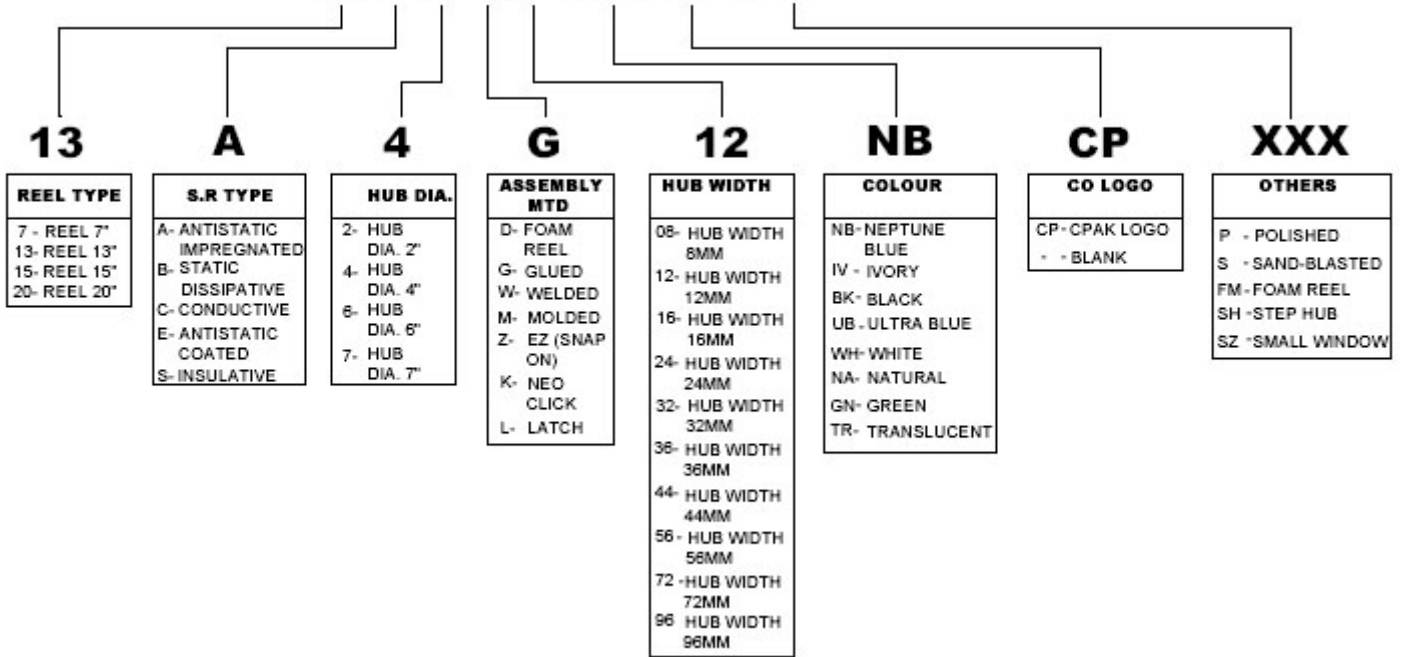 13
A
4
G
12
NB
CP
XXX
REEL TYPE
7 - REEL 7"
13- REEL 13"
15- REEL 15"
20- REEL 20"
S.R TYPE
A- ANTISTATIC
IMPREGNATED
B- STATIC
DISSIPATIVE
C- CONDUCTIVE
E- ANTISTATIC
COATED
S- INSULATIVE
HUB DIA.
2- HUB
DIA. 2"
4- HUB
DIA. 4"
6- HUB
DIA. 6"
7- HUB
DIA. 7"
ASSEMBLY
MTD
D- FOAM
REEL
G- GLUED
W- WELDED
M- MOLDED
Z- EZ (SNAP
ON)
K- NEO
CLICK
L- LATCH
HUB WIDTH
08- HUB WIDTH
8MM
12- HUB WIDTH
12MM
16- HUB WIDTH
16MM
24- HUB WIDTH
24MM
32- HUB WIDTH
32MM
36- HUB WIDTH
36MM
44- HUB WIDTH
44MM
56- HUB WIDTH
56MM
72 -HUB WIDTH
72MM
96 HUB WIDTH
96MM
COLOUR
NB- NEPTUNE
BLUE
IV - IVORY
BK- BLACK
UB - ULTRA BLUE
WH- WHITE
NA- NATURAL
GN- GREEN
TR- TRANSLUCENT
CO LOGO
CP- CPAK LOGO
- - BLANK
OTHERS
P - POLISHED
S - SAND-BLASTED
FM- FOAM REEL
SH - STEP HUB
SZ - SMALL WINDOW